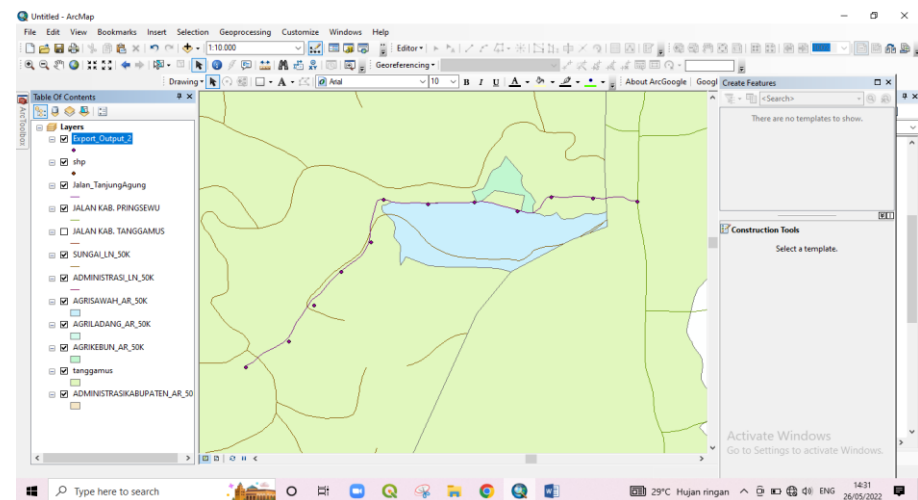 Untitled - ArcMap
File Edit View Bookmarks Insert Selection Geoprocessing Customize Windows Help
1:10.000
Editor
Georeferencing
Drawing
Arial
10
B I U A
About ArcGoogle Googl
Table Of Contents
ArcToolbox
Layers
Export_Output_2
shp
Jalan_TanjungAgung
JALAN KAB. PRINGSEWU
JALAN KAB. TANGGAMUS
SUNGAI_LN_50K
ADMINISTRASI_LN_50K
AGRISAWAH_AR_50K
AGRILADANG_AR_50K
AGRIKEBUN_AR_50K
tanggamus
ADMINISTRASIKABUPATEN_AR_50
Create Features
<Search>
There are no templates to show.
Construction Tools
Select a template.
Activate Windows
Go to Settings to activate Windows.
Type here to search
29°C Hujan ringan
ENG
14:31
26/05/2022